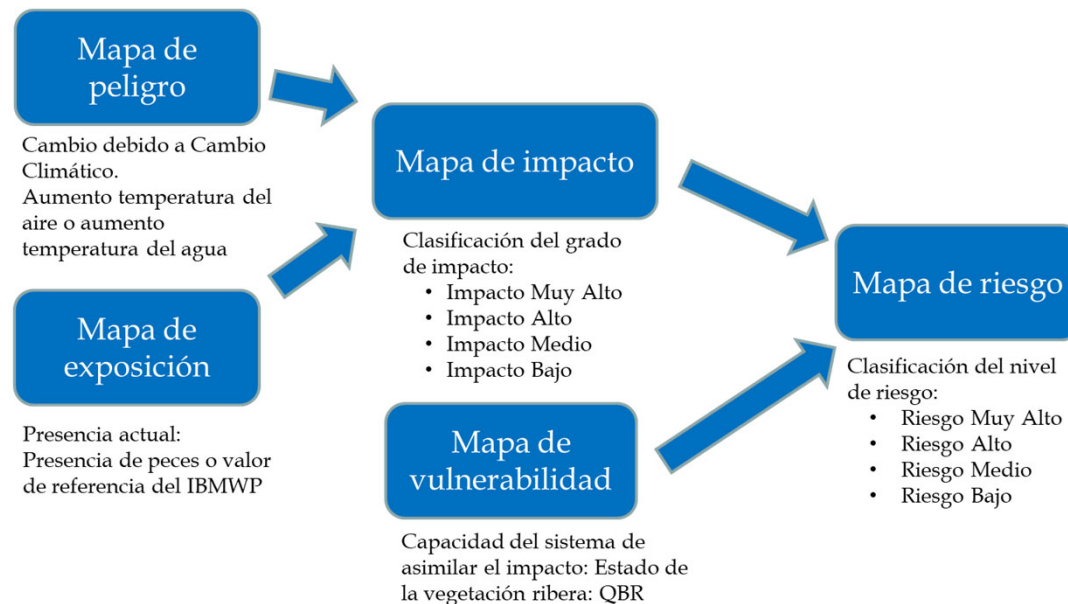 Mapa de
peligro
Cambio debido a Cambio
Climático.
Aumento temperatura del
aire o aumento
temperatura del agua
Mapa de
exposición
Presencia actual:
Presencia de peces o valor
de referencia del IBMWP
Mapa de impacto
Clasificación del grado
de impacto:
• Impacto Muy Alto
• Impacto Alto
• Impacto Medio
• Impacto Bajo
Mapa de
vulnerabilidad
Capacidad del sistema de
asimilar el impacto: Estado de
la vegetación ribera: QBR
Mapa de riesgo
Clasificación del nivel
de riesgo:
• Riesgo Muy Alto
• Riesgo Alto
• Riesgo Medio
• Riesgo Bajo